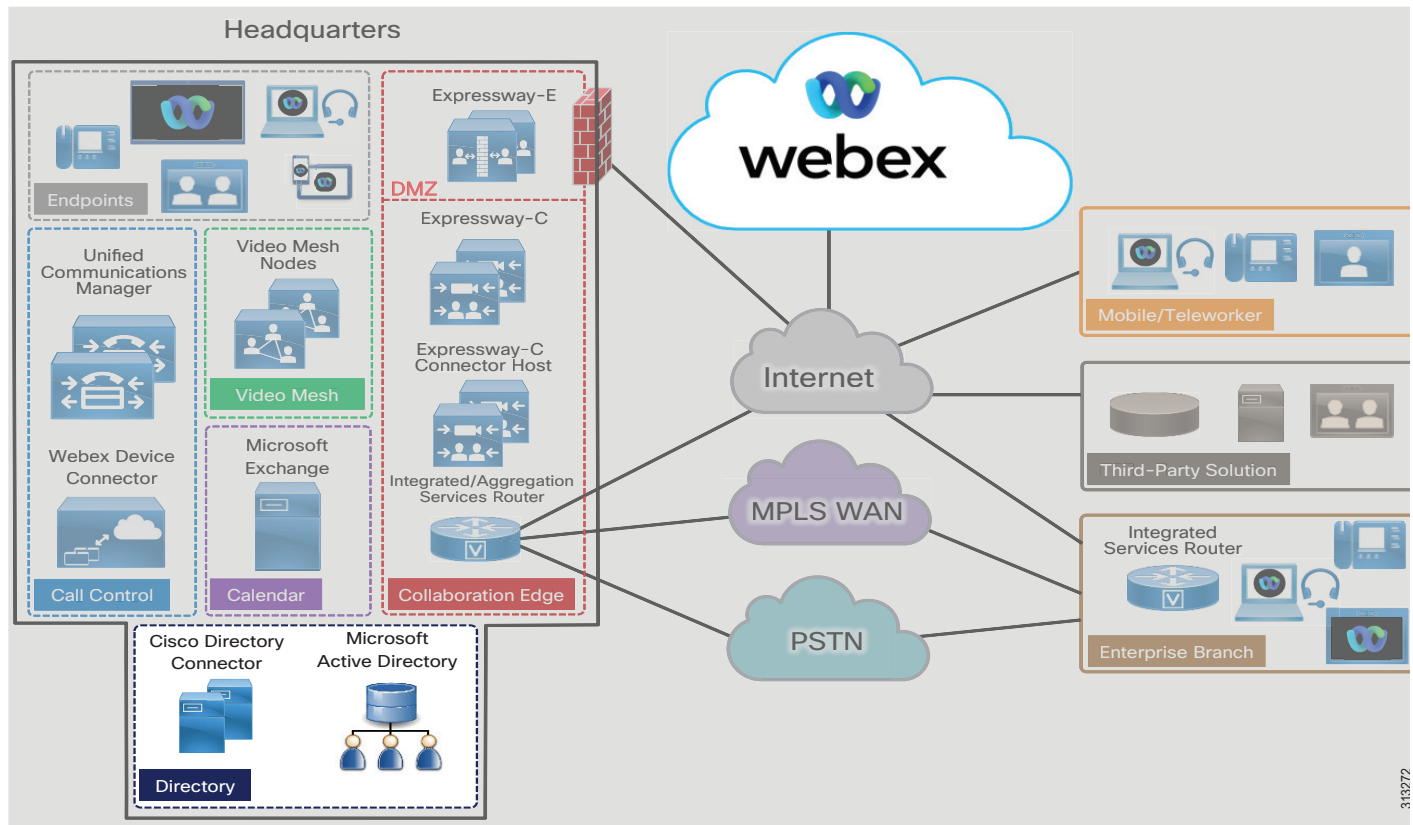 Headquarters
Expressway-E
DMZ
Endpoints
Expressway-C
Unified
Communications
Manager
Video Mesh
Nodes
Video Mesh
Expressway-C
Connector Host
Webex Device
Connector
Call Control
Microsoft
Exchange
Calendar
Integrated/Aggregation
Services Router
V
Collaboration Edge
Cisco Directory
Connector
Microsoft
Active Directory
Directory
webex
Internet
MPLS WAN
PSTN
Mobile/Teleworker
Third-Party Solution
Integrated
Services Router
V
Enterprise Branch
313272